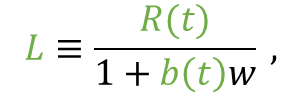 L ≡ R(t) / (1 + b(t)w) ,